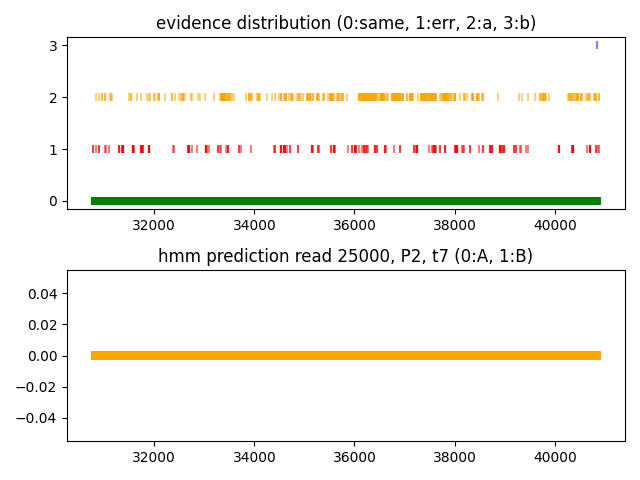 evidence distribution (0:same, 1:err, 2:a, 3:b)
3
2
1
0
32000 34000 36000 38000 40000
hmm prediction read 25000, P2, t7 (0:A, 1:B)
0.04
0.02
0.00
−0.02
−0.04
32000 34000 36000 38000 40000